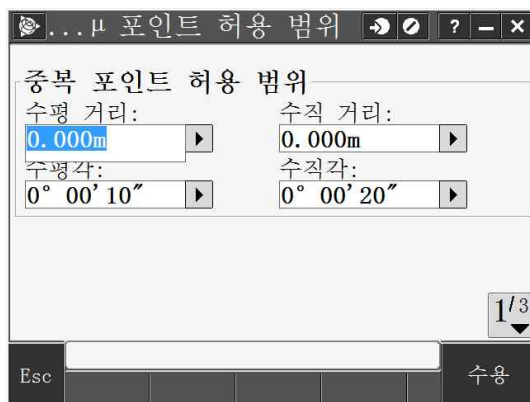 ...μ 포인트 허용 범위 ? – ×
중복 포인트 허용 범위
수평 거리: 수직 거리:
0.000m 0.000m
수평각: 수직각:
0° 00'10" 0° 00'20"
1/3
Esc 수용